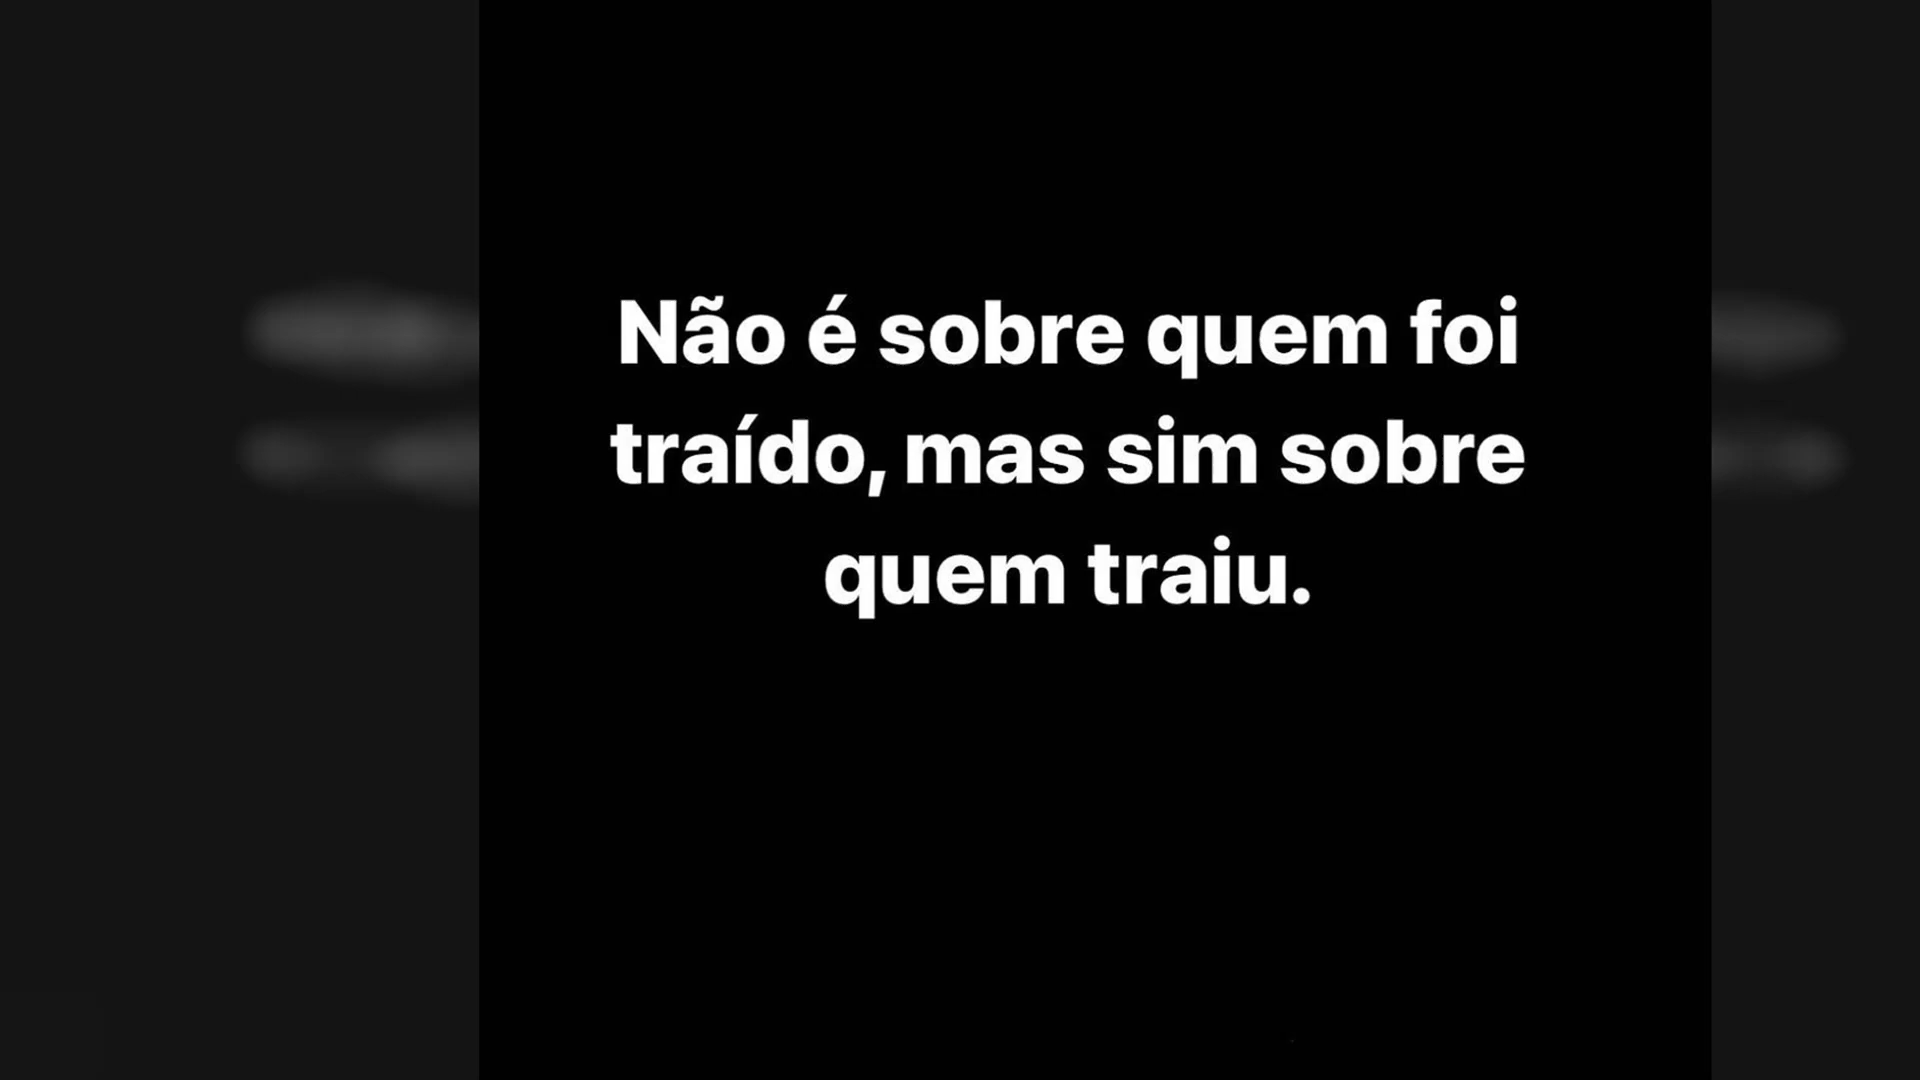 Não é sobre quem foi
traído, mas sim sobre
quem traiu.